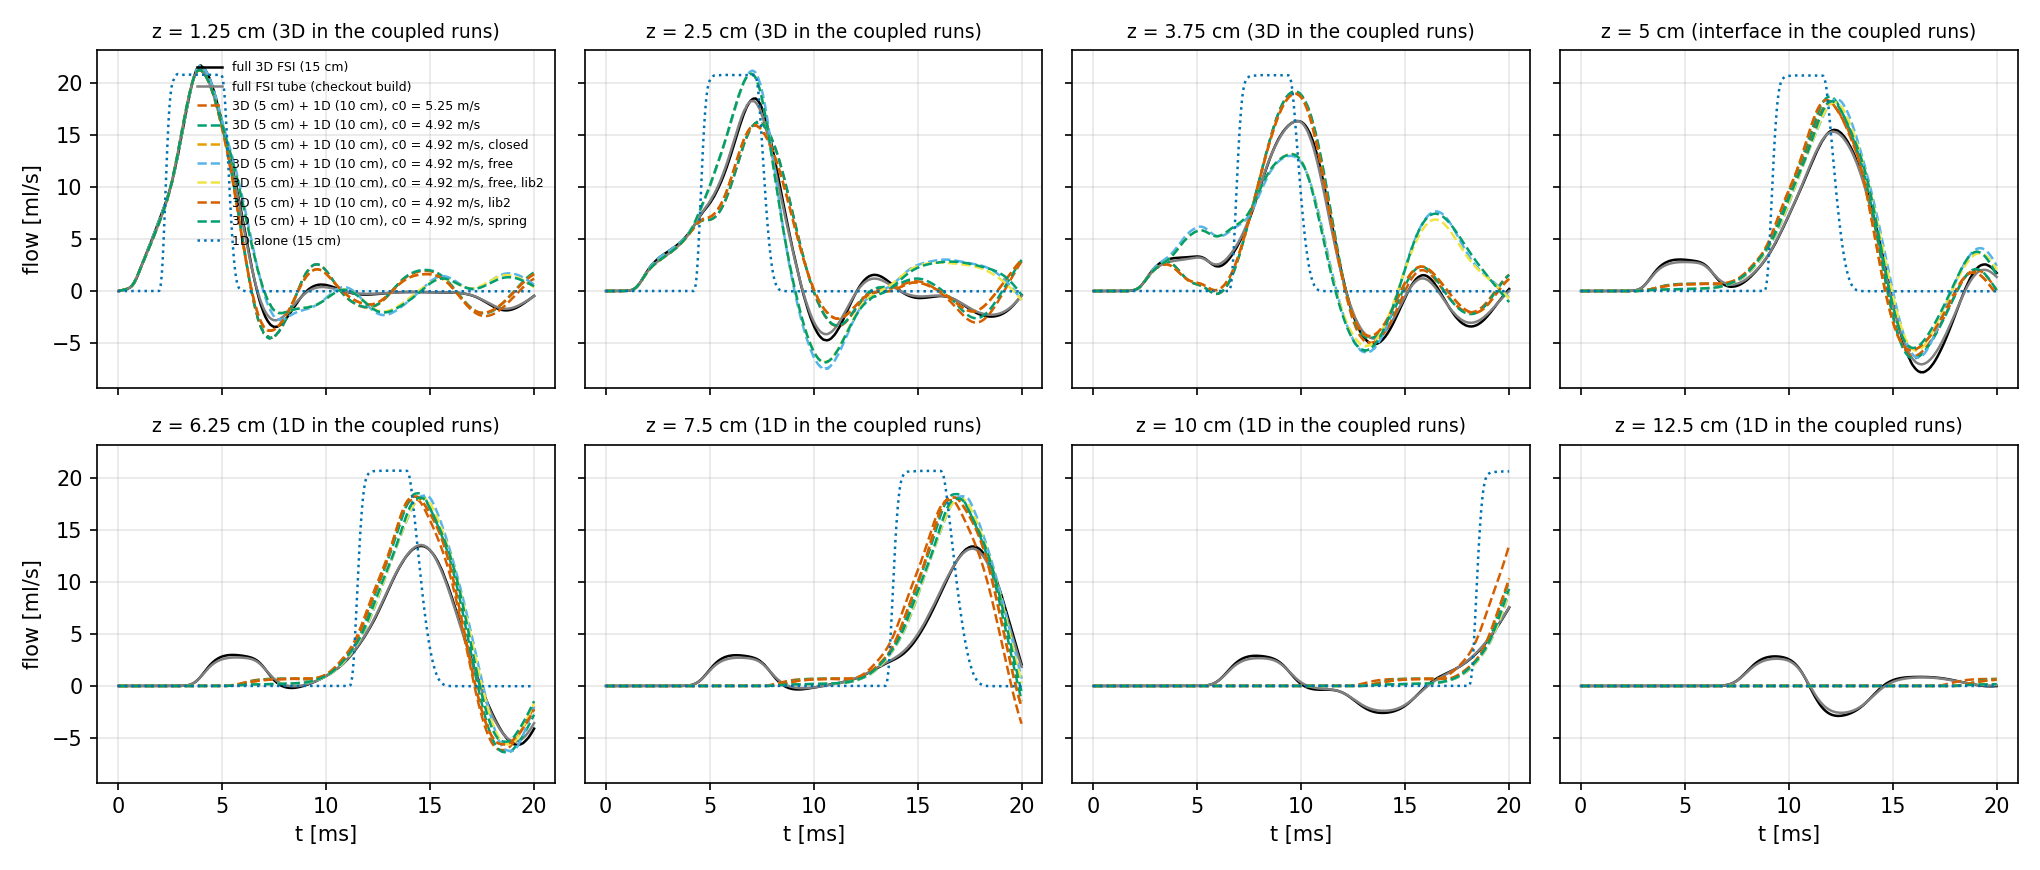 z = 1.25 cm (3D in the coupled runs)
z = 2.5 cm (3D in the coupled runs)
z = 3.75 cm (3D in the coupled runs)
z = 5 cm (interface in the coupled runs)
full 3D FSI (15 cm)
full FSI tube (checkout build)
3D (5 cm) + 1D (10 cm), c0 = 5.25 m/s
3D (5 cm) + 1D (10 cm), c0 = 4.92 m/s
3D (5 cm) + 1D (10 cm), c0 = 4.92 m/s, closed
3D (5 cm) + 1D (10 cm), c0 = 4.92 m/s, free
3D (5 cm) + 1D (10 cm), c0 = 4.92 m/s, free, lib2
3D (5 cm) + 1D (10 cm), c0 = 4.92 m/s, lib2
3D (5 cm) + 1D (10 cm), c0 = 4.92 m/s, spring
1D alone (15 cm)
flow [ml/s]
20
15
10
5
0
−5
z = 6.25 cm (1D in the coupled runs)
z = 7.5 cm (1D in the coupled runs)
z = 10 cm (1D in the coupled runs)
z = 12.5 cm (1D in the coupled runs)
flow [ml/s]
20
15
10
5
0
−5
0 5 10 15 20
0 5 10 15 20
0 5 10 15 20
0 5 10 15 20
t [ms]
t [ms]
t [ms]
t [ms]